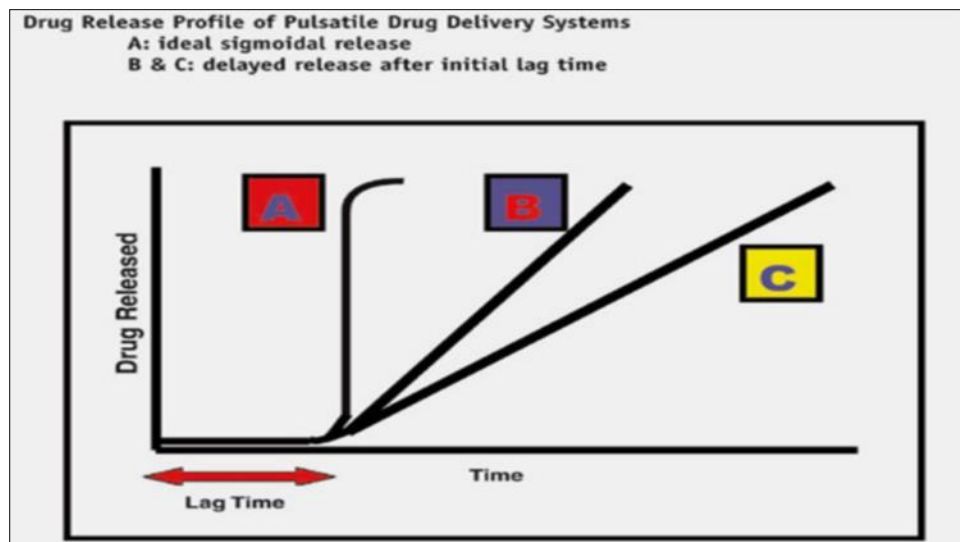 Drug Release Profile of Pulsatile Drug Delivery Systems
A: ideal sigmoidal release
B & C: delayed release after initial lag time
A
B
C
Drug Released
Time
Lag Time